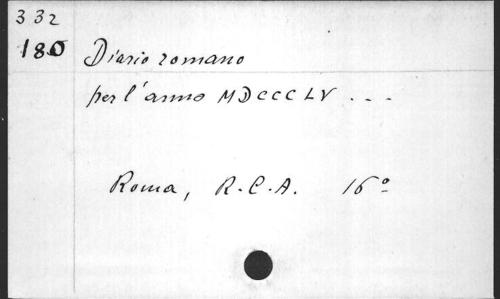 332
180 Diario romano
per l'anno MDCCCLV . . .
Roma, R.C.A. 16º